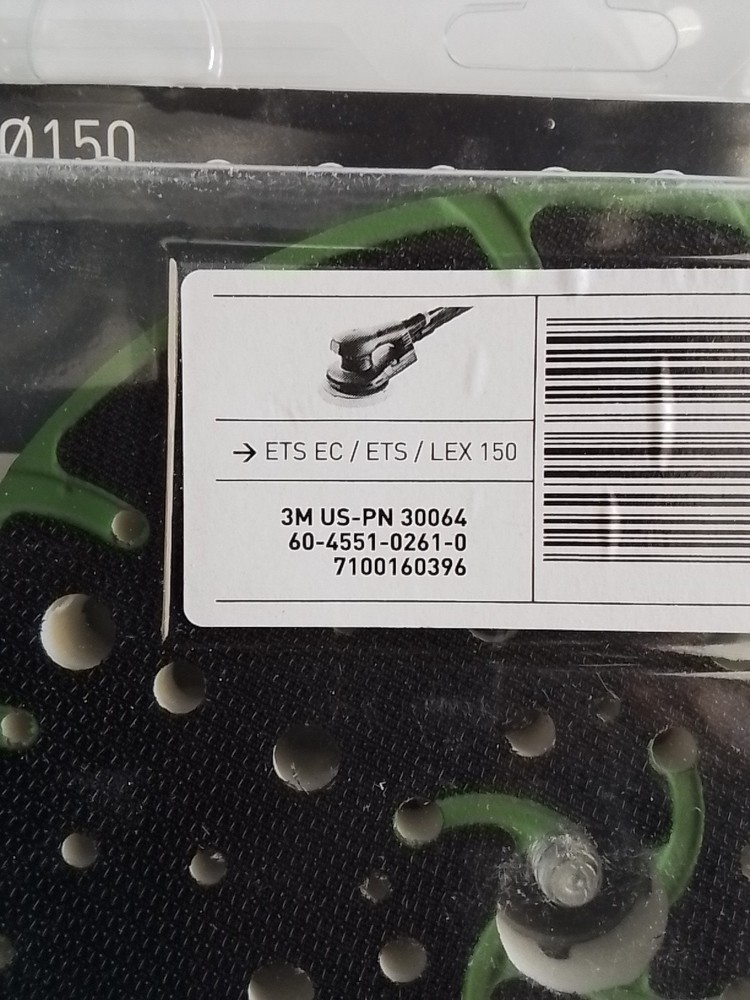 Ø150
→ ETS EC / ETS / LEX 150
3M US-PN 30064
60-4551-0261-0
7100160396